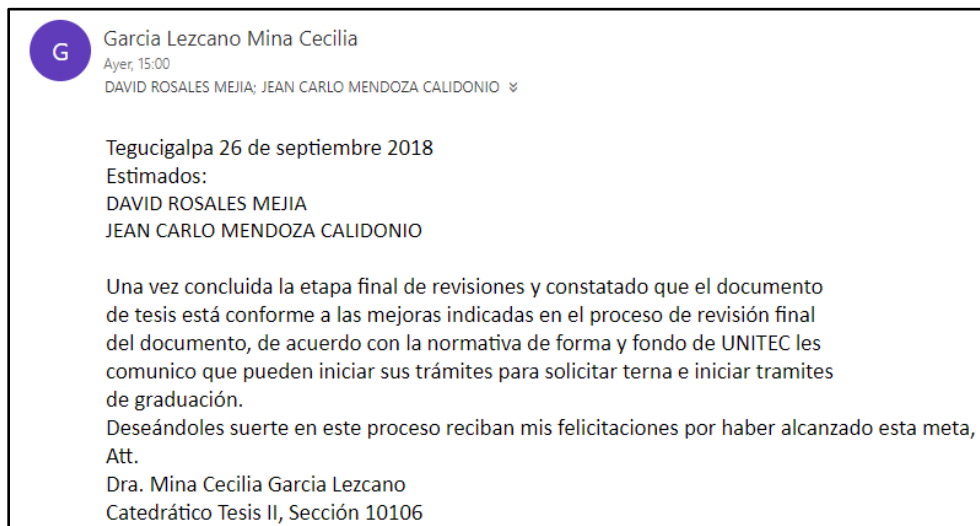 G
Garcia Lezcano Mina Cecilia
Ayer, 15:00
DAVID ROSALES MEJIA; JEAN CARLO MENDOZA CALIDONIO
Tegucigalpa 26 de septiembre 2018
Estimados:
DAVID ROSALES MEJIA
JEAN CARLO MENDOZA CALIDONIO
Una vez concluida la etapa final de revisiones y constatado que el documento
de tesis está conforme a las mejoras indicadas en el proceso de revisión final
del documento, de acuerdo con la normativa de forma y fondo de UNITEC les
comunico que pueden iniciar sus trámites para solicitar terna e iniciar tramites
de graduación.
Deseándoles suerte en este proceso reciban mis felicitaciones por haber alcanzado esta meta,
Att.
Dra. Mina Cecilia Garcia Lezcano
Catedrático Tesis II, Sección 10106